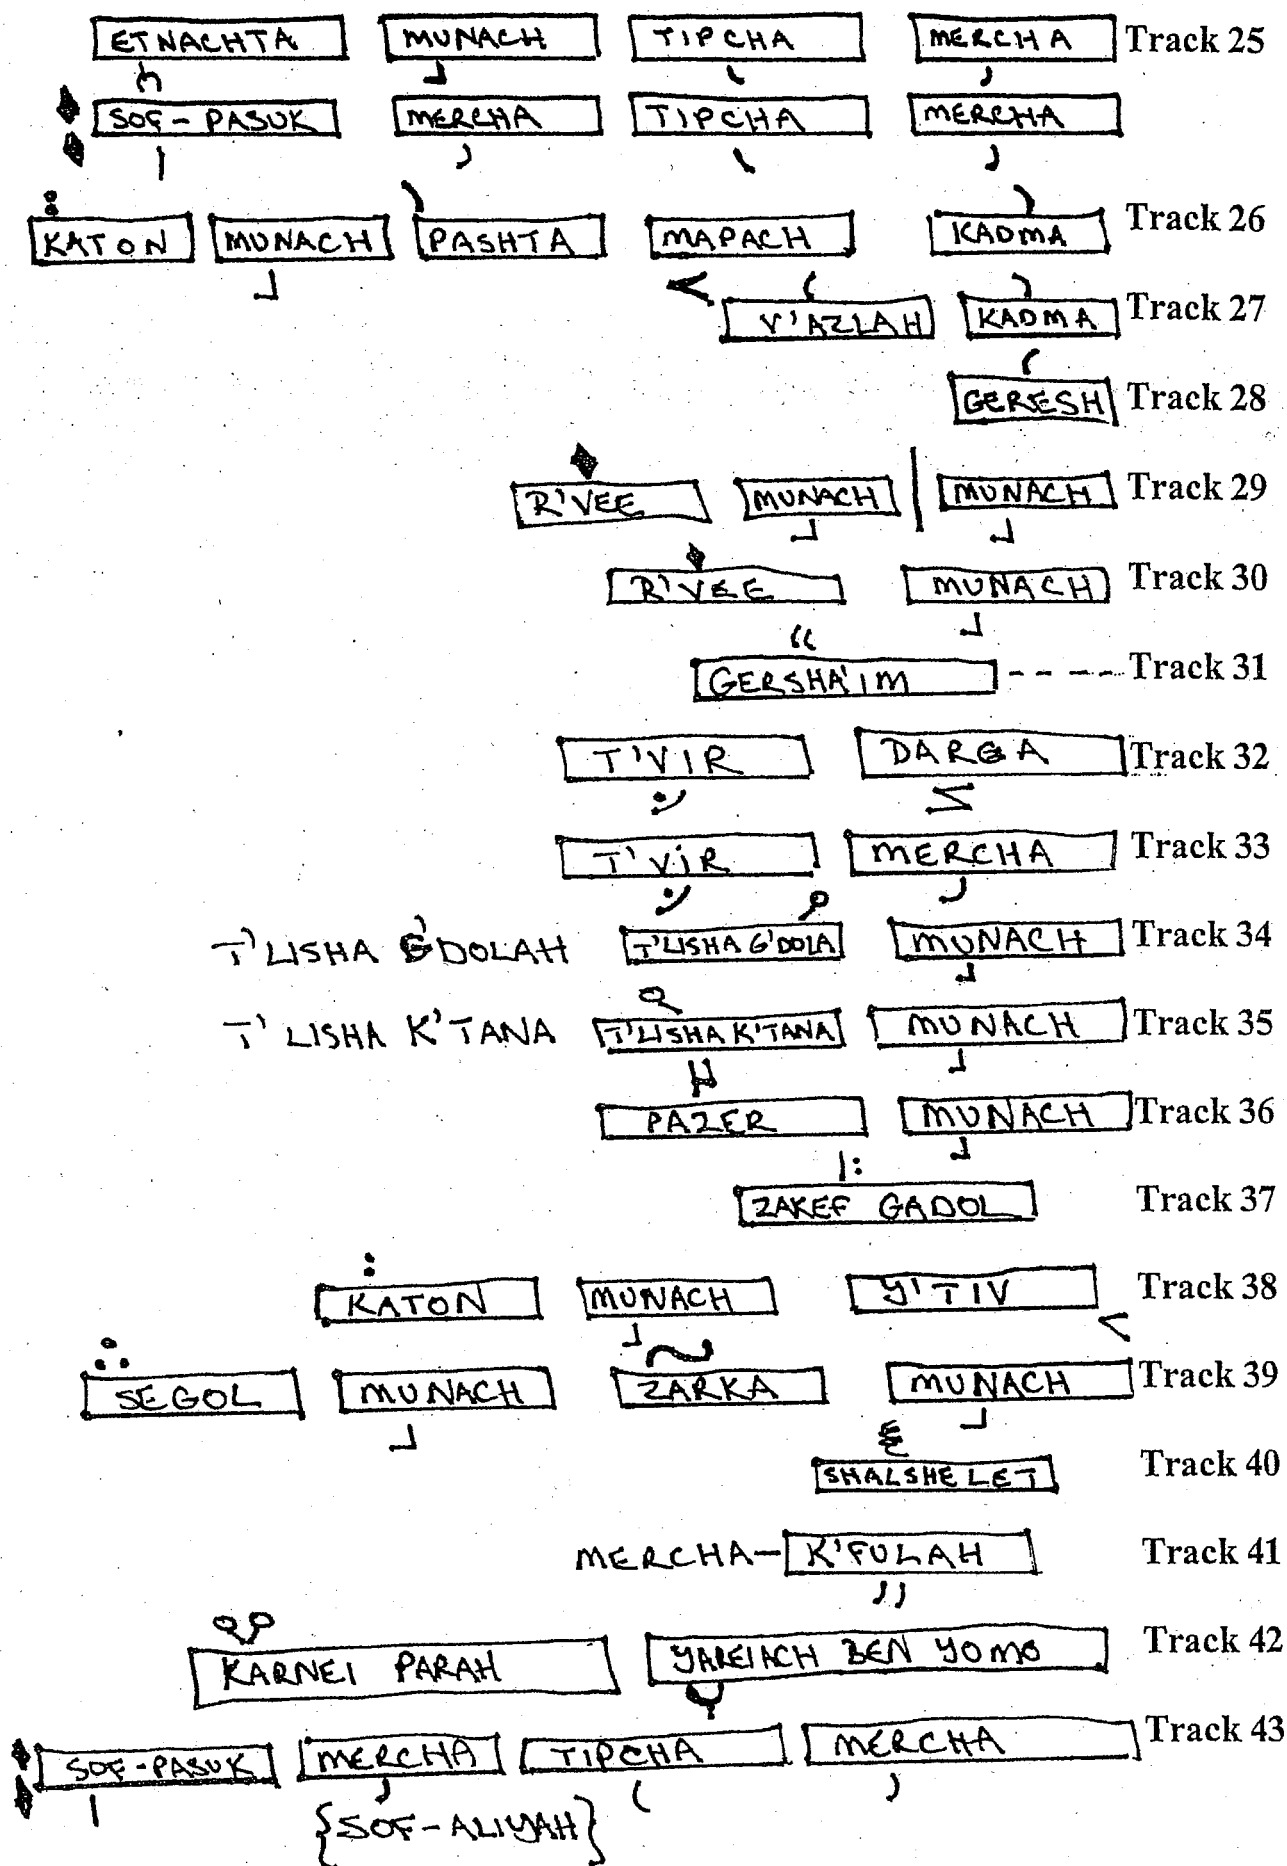 ETNACHTA MUNACH TIPCHA MERCHA Track 25
SOF-PASUK MERCHA TIPCHA MERCHA
KATON MUNACH PASHTA MAPACH KADMA Track 26
V'AZLAH KADMA Track 27
GERESH Track 28
R'VEE MUNACH | MUNACH Track 29
R'VEE MUNACH Track 30
GERSHA'IM ----- Track 31
T'VIR DARGA Track 32
T'VIR MERCHA Track 33
T'LISHA G'DOLAH T'LISHA G'DOLA MUNACH Track 34
T'LISHA K'TANA T'LISHA K'TANA MUNACH Track 35
PAZER MUNACH Track 36
ZAKEF GADOL Track 37
KATON MUNACH Y'TIV Track 38
SEGOL MUNACH ZARKA MUNACH Track 39
SHALSHELET Track 40
MERCHA-K'FULAH Track 41
KARNEI PARAH YAREIACH BEN YOMO Track 42
SOF-PASUK MERCHA TIPCHA MERCHA Track 43
{SOF-ALIYAH}